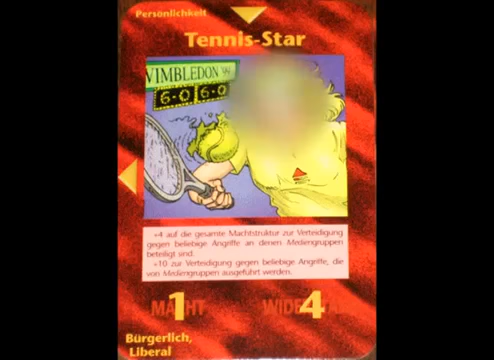 Persönlichkeit
Tennis-Star
WIMBLEDON '99
6-0 6-0
+4 auf die gesamte Machtstruktur zur Verteidigung
gegen beliebige Angriffe an denen Mediengruppen
beteiligt sind.
+10 zur Verteidigung gegen beliebige Angriffe, die
von Mediengruppen ausgeführt werden.
MACHT 1 4
Bürgerlich,
Liberal